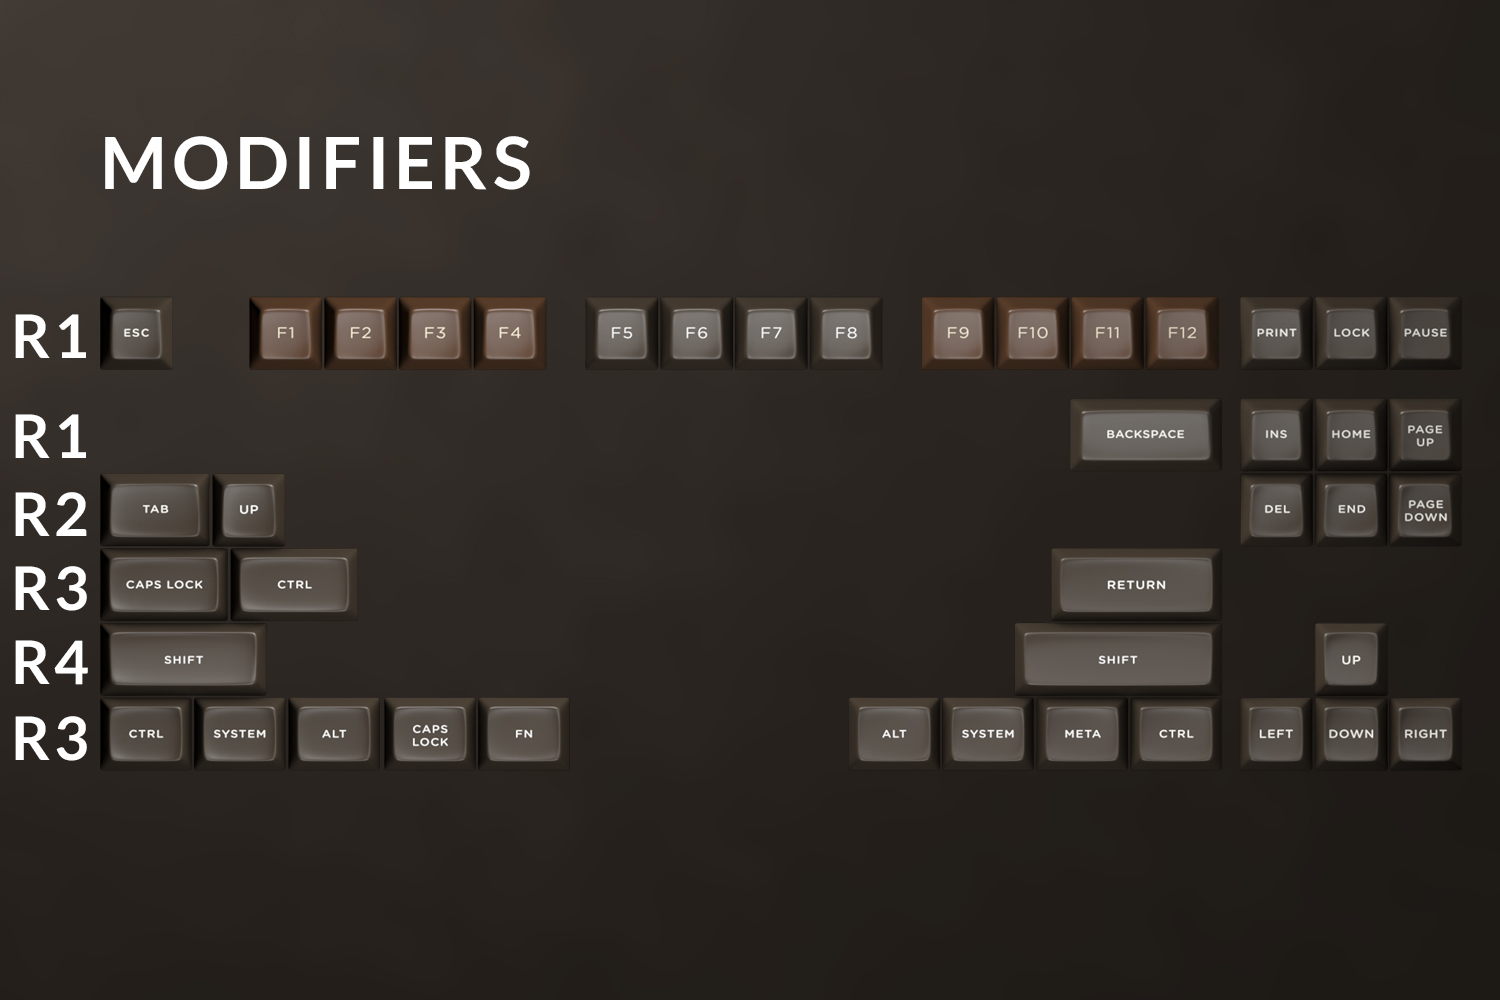 MODIFIERS
R1 ESC F1 F2 F3 F4 F5 F6 F7 F8 F9 F10 F11 F12 PRINT LOCK PAUSE
R1 BACKSPACE INS HOME PAGE UP
R2 TAB UP DEL END PAGE DOWN
R3 CAPS LOCK CTRL RETURN
R4 SHIFT SHIFT UP
R3 CTRL SYSTEM ALT CAPS LOCK FN ALT SYSTEM META CTRL LEFT DOWN RIGHT